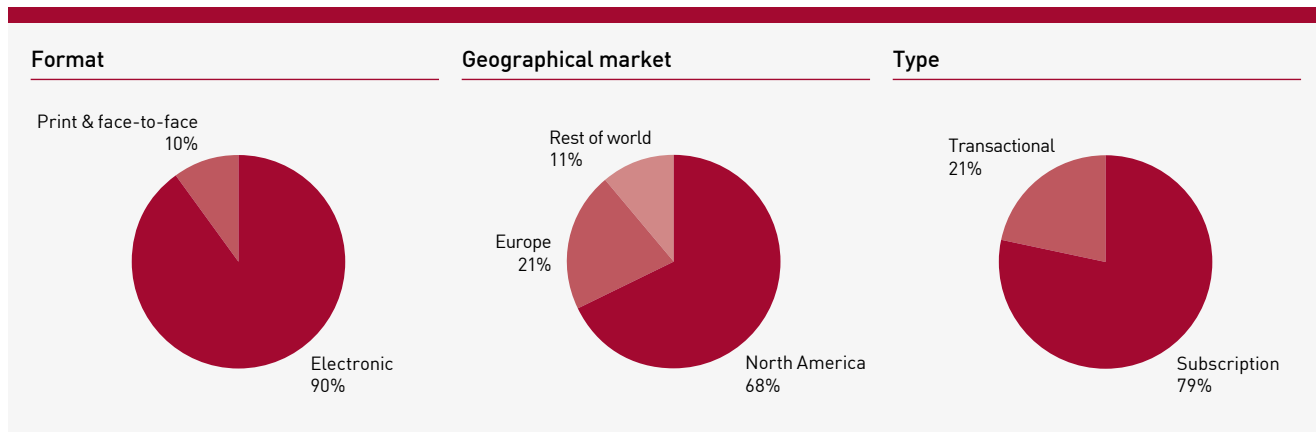 Format
Print & face-to-face
10%
Electronic
90%
Geographical market
Rest of world
11%
Europe
21%
North America
68%
Type
Transactional
21%
Subscription
79%